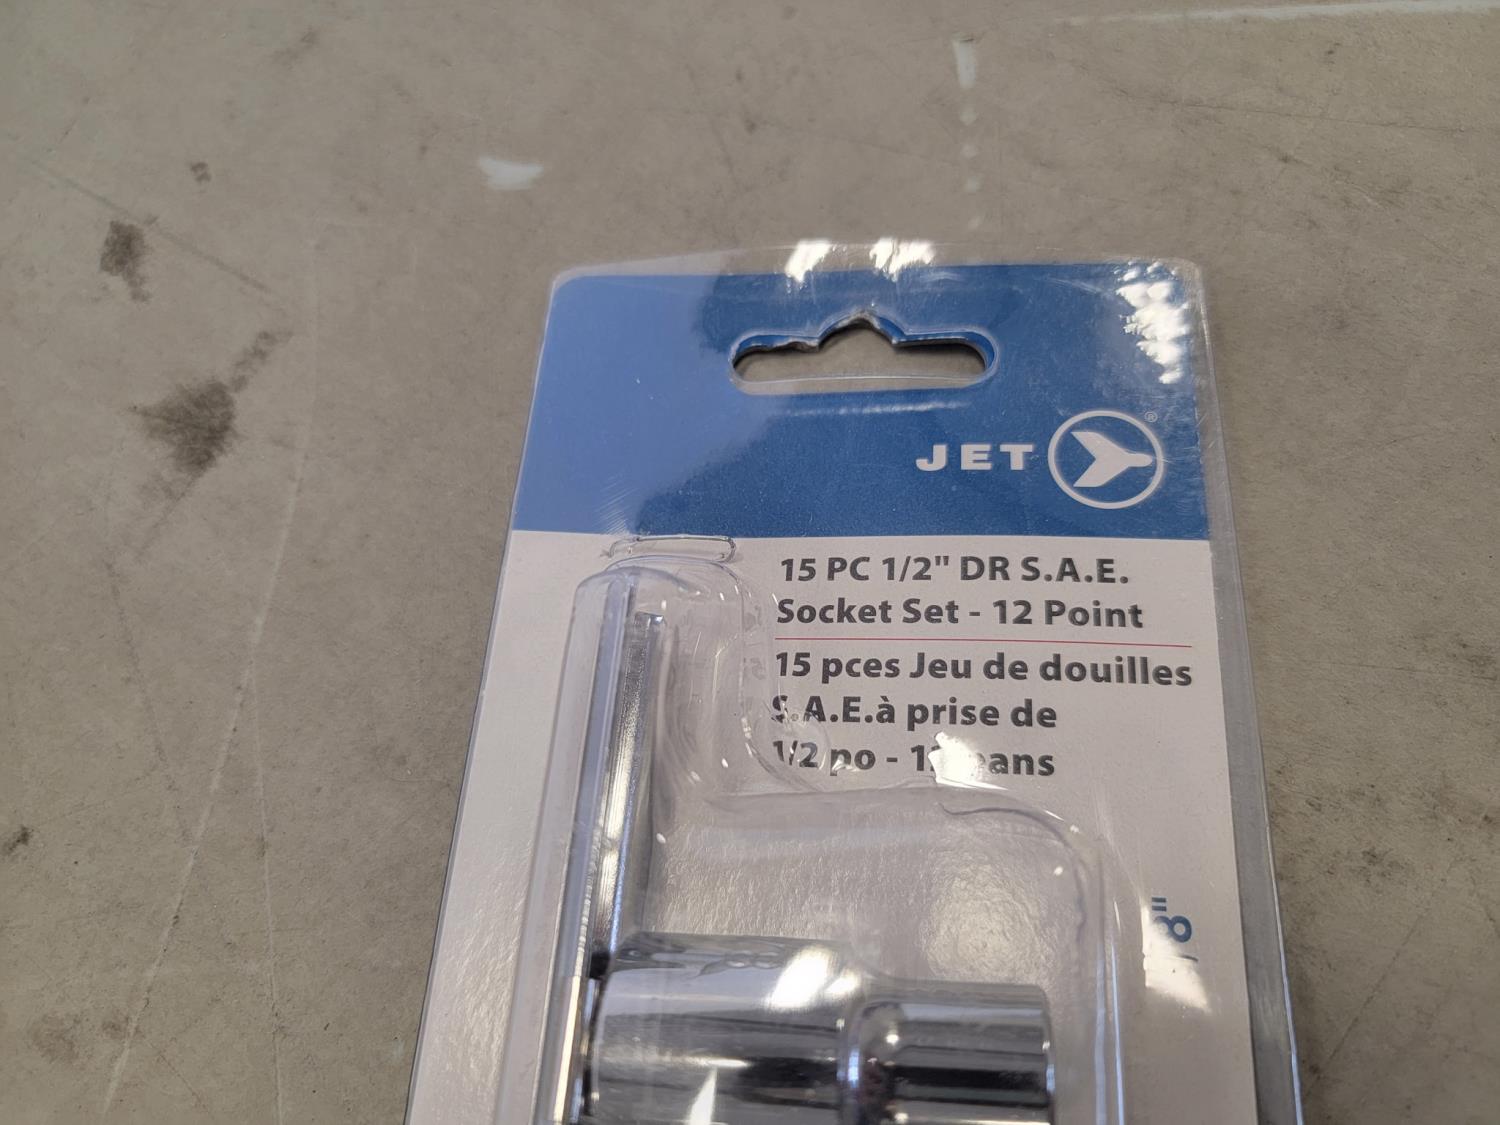 JET
15 PC 1/2" DR S.A.E.
Socket Set - 12 Point
15 pces Jeu de douilles
S.A.E.à prise de
1/2 po -
8"